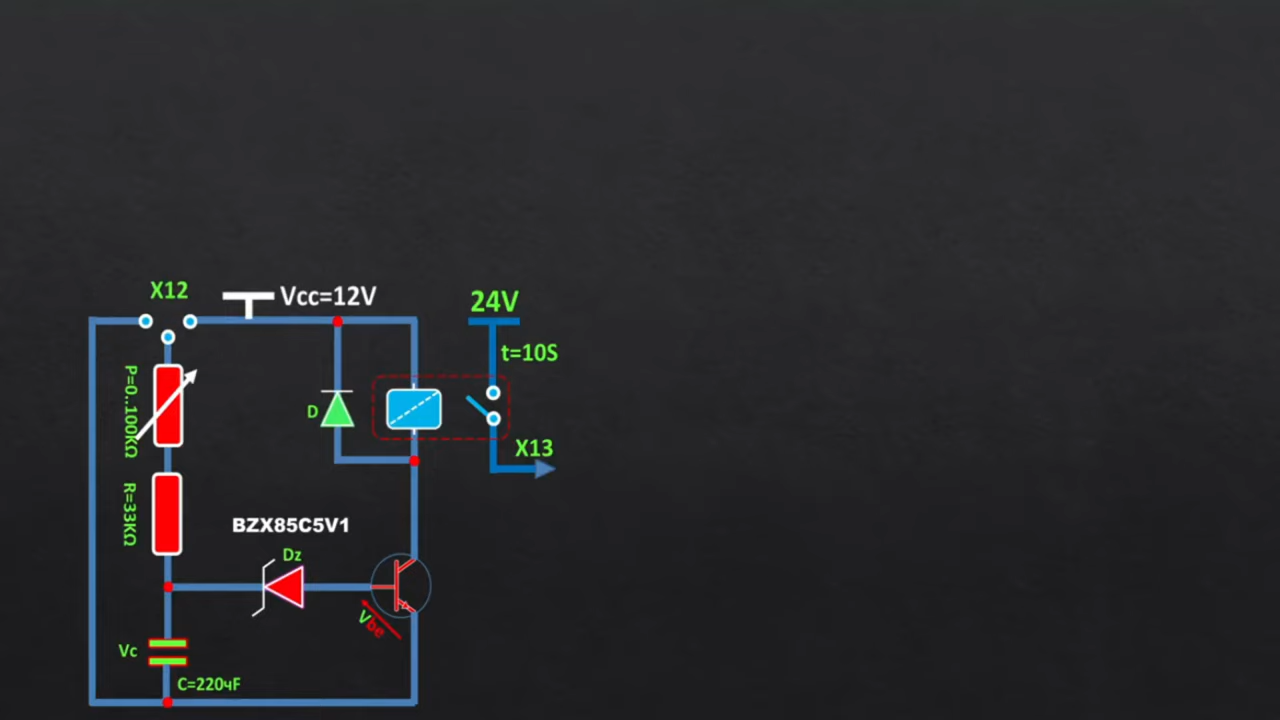 X12
Vcc=12V
24V
t=10S
P=0..100KΩ
D
X13
R=33KΩ
BZX85C5V1
Dz
Vbe
Vc
C=220чF